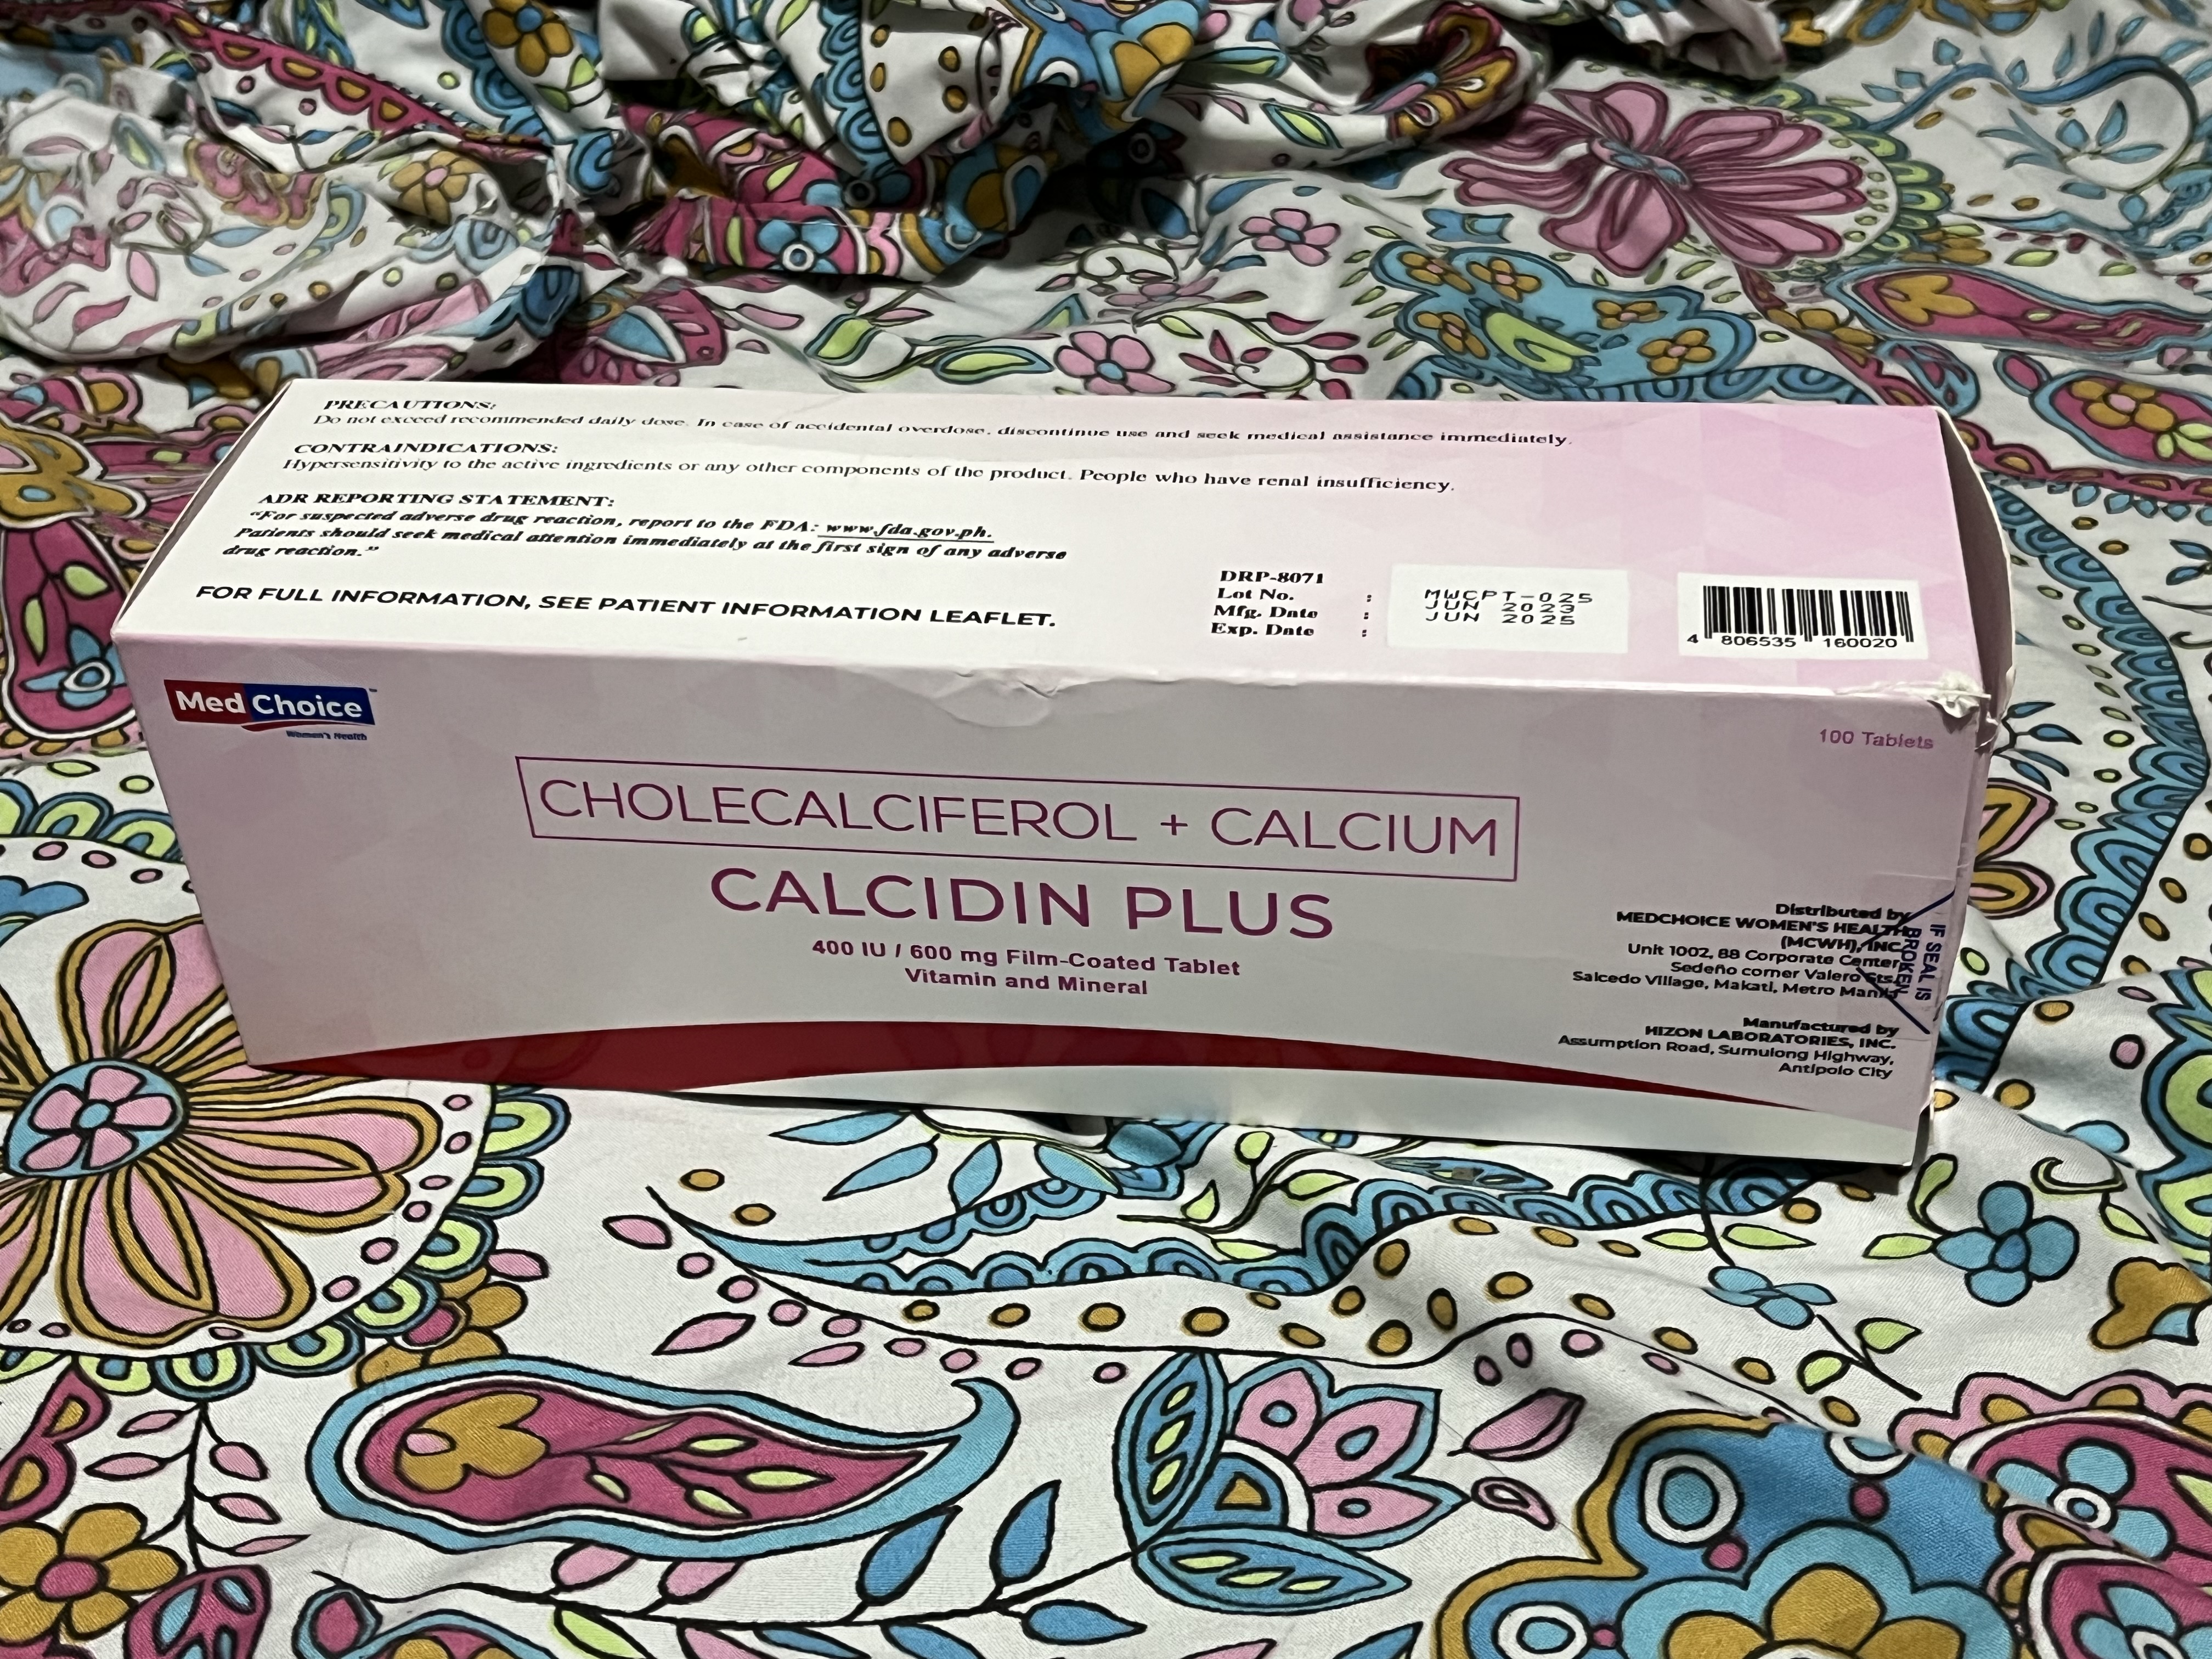 PRECAUTIONS:
Do not exceed recommended daily dose. In case of accidental overdose, discontinue use and seek medical assistance immediately.
CONTRAINDICATIONS:
Hypersensitivity to the active ingredients or any other components of the product. People who have renal insufficiency.
ADR REPORTING STATEMENT:
“For suspected adverse drug reaction, report to the FDA: www.fda.gov.ph.
Patients should seek medical attention immediately at the first sign of any adverse
drug reaction.”
FOR FULL INFORMATION, SEE PATIENT INFORMATION LEAFLET.
DRP-8071
Lot No. : MWCPT-025
Mfg. Date : JUN 2023
Exp. Date : JUN 2025
4 806535 160020
MedChoice
Women's Health
100 Tablets
CHOLECALCIFEROL + CALCIUM
CALCIDIN PLUS
400 IU / 600 mg Film-Coated Tablet
Vitamin and Mineral
Distributed by
MEDCHOICE WOMEN'S HEALTH
(MCWH), INC.
Unit 1002, 88 Corporate Center
Sedeño corner Valero Sts.
Salcedo Village, Makati, Metro Manila
Manufactured by
HIZON LABORATORIES, INC.
Assumption Road, Sumulong Highway,
Antipolo City
IF SEAL IS
BROKEN